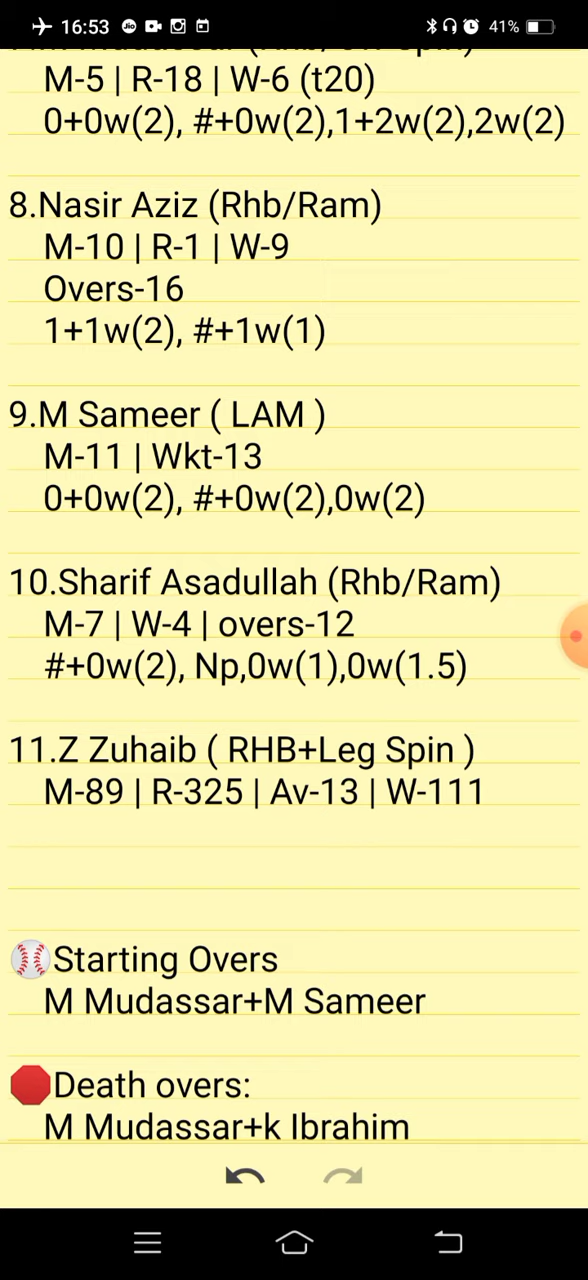 16:53
41%
M-5 | R-18 | W-6 (t20)
0+0w(2), #+0w(2),1+2w(2),2w(2)
8.Nasir Aziz (Rhb/Ram)
M-10 | R-1 | W-9
Overs-16
1+1w(2), #+1w(1)
9.M Sameer ( LAM )
M-11 | Wkt-13
0+0w(2), #+0w(2),0w(2)
10.Sharif Asadullah (Rhb/Ram)
M-7 | W-4 | overs-12
#+0w(2), Np,0w(1),0w(1.5)
11.Z Zuhaib ( RHB+Leg Spin )
M-89 | R-325 | Av-13 | W-111
Starting Overs
M Mudassar+M Sameer
Death overs:
M Mudassar+k Ibrahim